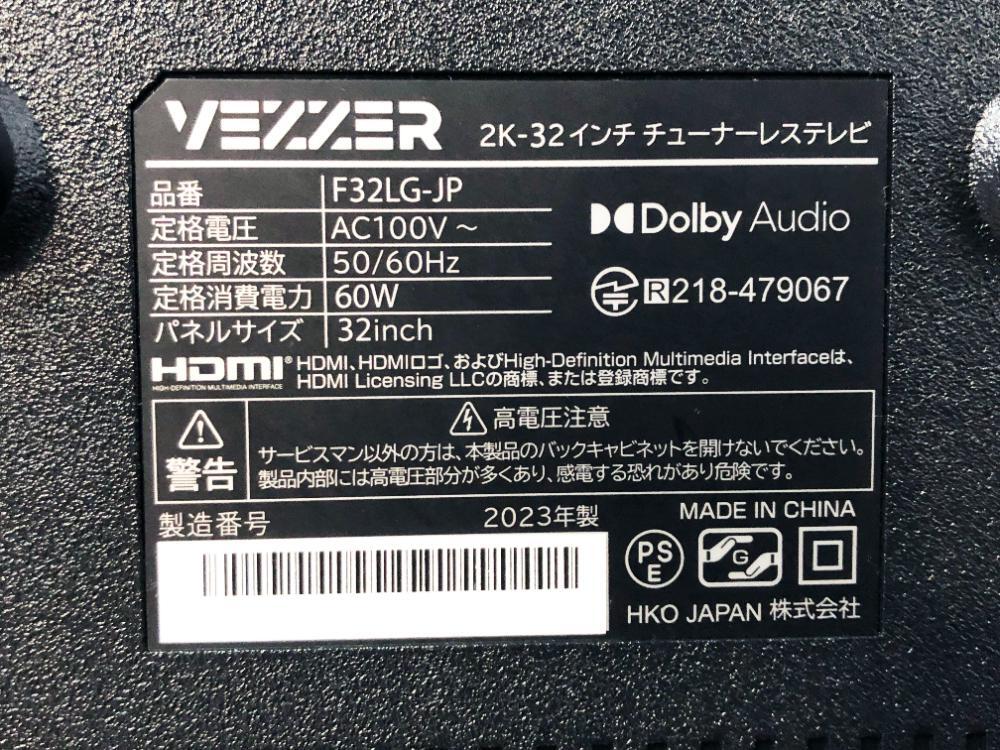 VEZZER 2K-32インチ チューナーレステレビ
品番 F32LG-JP
定格電圧 AC100V～
定格周波数 50/60Hz
定格消費電力 60W
パネルサイズ 32inch
Dolby Audio
R 218-479067
HDMI®
HIGH-DEFINITION MULTIMEDIA INTERFACE
HDMI、HDMIロゴ、およびHigh-Definition Multimedia Interfaceは、
HDMI Licensing LLCの商標、または登録商標です。
警告
高電圧注意
サービスマン以外の方は、本製品のバックキャビネットを開けないでください。
製品内部には高電圧部分が多くあり、感電する恐れがあり危険です。
製造番号 2023年製
MADE IN CHINA
PS
E
G
HKO JAPAN 株式会社